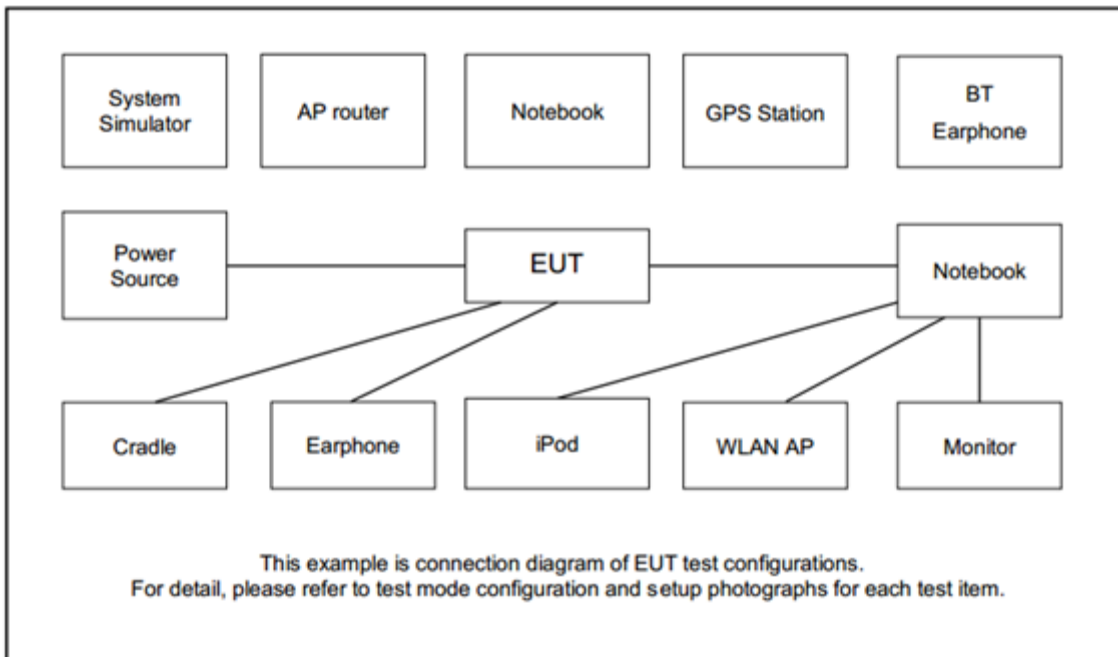 System
Simulator
AP router
Notebook
GPS Station
BT
Earphone
Power
Source
EUT
Notebook
Cradle
Earphone
iPod
WLAN AP
Monitor
This example is connection diagram of EUT test configurations.
For detail, please refer to test mode configuration and setup photographs for each test item.